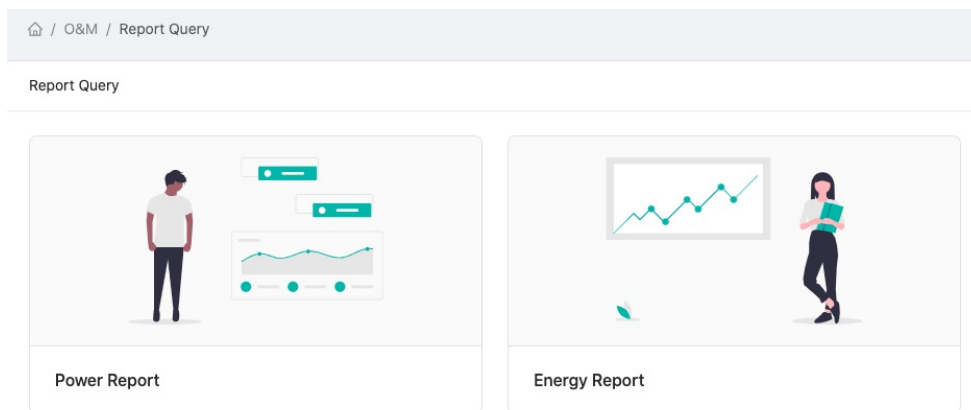 / O&M / Report Query
Report Query
Power Report
Energy Report